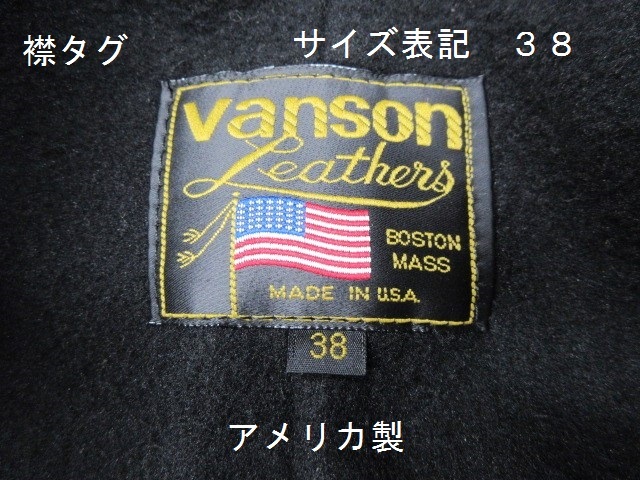 襟タグ
サイズ表記　３８
vanson
Leathers
BOSTON
MASS
MADE IN U.S.A.
38
アメリカ製